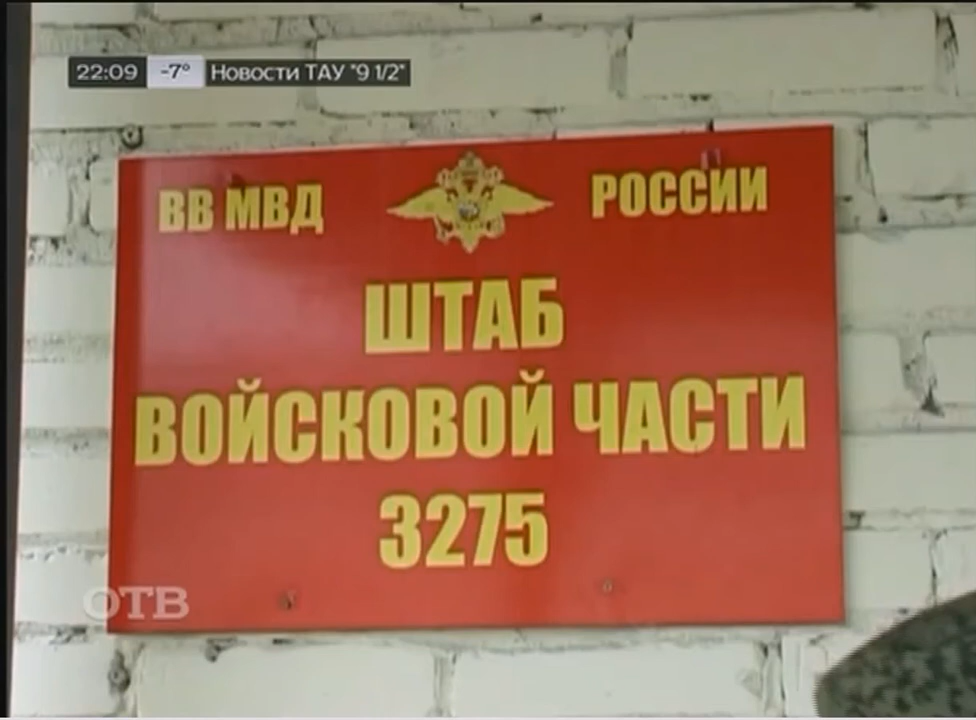 22:09 -7° Новости ТАУ "9 1/2"
ВВ МВД РОССИИ
ШТАБ
ВОЙСКОВОЙ ЧАСТИ
3275
ОТВ